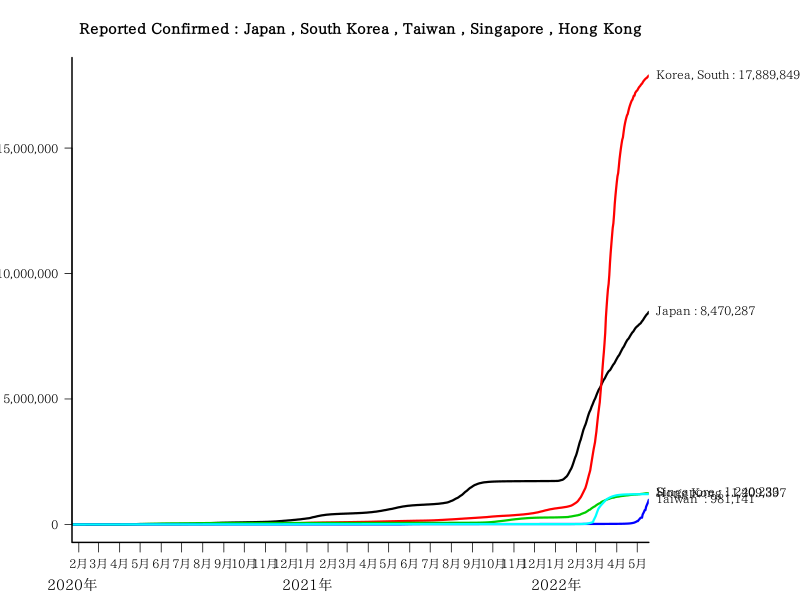 Reported Confirmed : Japan , South Korea , Taiwan , Singapore , Hong Kong
Korea, South : 17,889,849
15,000,000
10,000,000
Japan : 8,470,287
5,000,000
Taiwan : 981,141
0
2月 3月 4月 5月 6月 7月 8月 9月 10月 11月 12月 1月 2月 3月 4月 5月 6月 7月 8月 9月 10月 11月 12月 1月 2月 3月 4月 5月
2020年 2021年 2022年